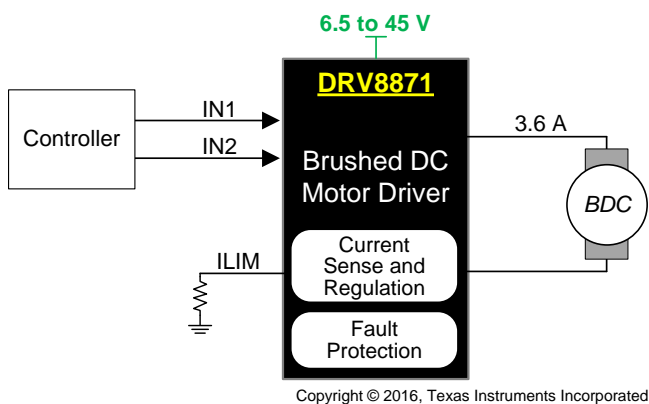 6.5 to 45 V
DRV8871
Controller
IN1
IN2
3.6 A
Brushed DC
Motor Driver
BDC
ILIM
Current
Sense and
Regulation
Fault
Protection
Copyright © 2016, Texas Instruments Incorporated